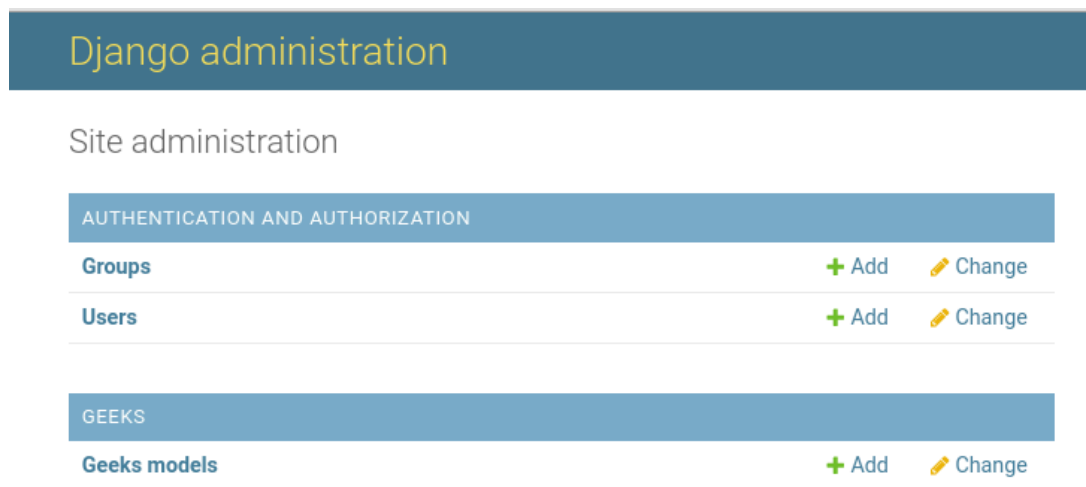 Django administration
Site administration
AUTHENTICATION AND AUTHORIZATION
Groups Add Change
Users Add Change
GEEKS
Geeks models Add Change